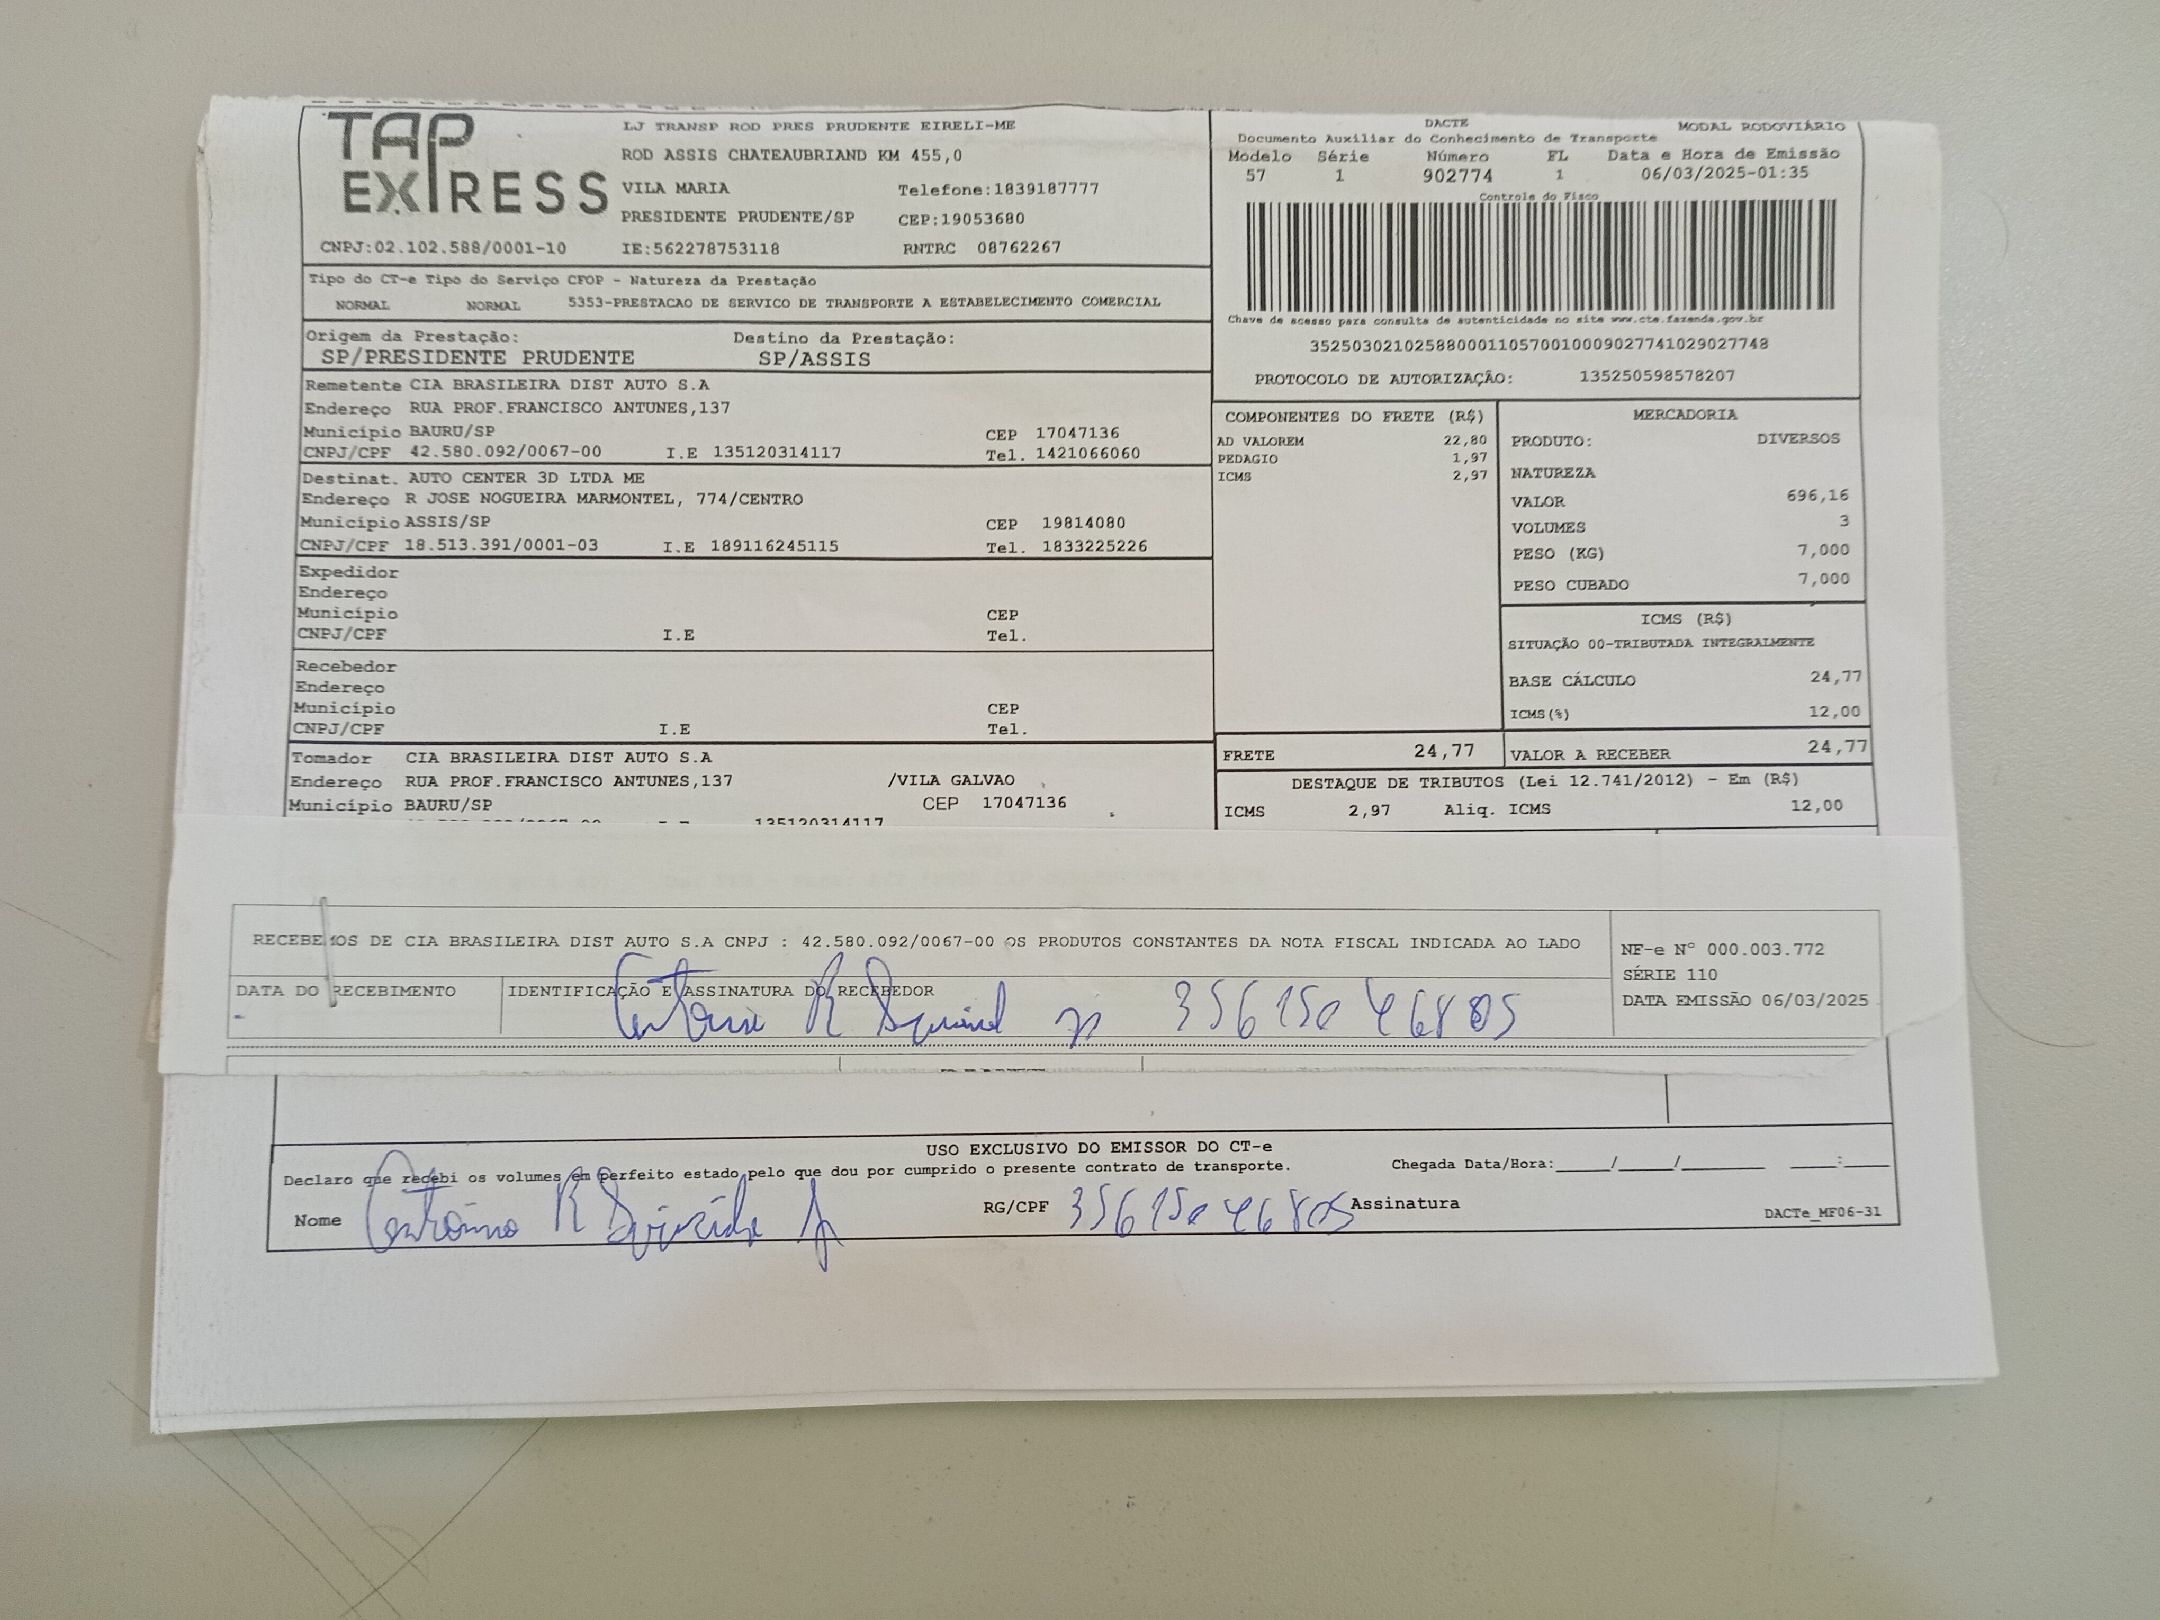 TAP
EXPRESS
LJ TRANSP ROD PRES PRUDENTE EIRELI-ME
ROD ASSIS CHATEAUBRIAND KM 455,0
VILA MARIA Telefone:1839187777
PRESIDENTE PRUDENTE/SP CEP:19053680
CNPJ:02.102.588/0001-10 IE:562278753118 RNTRC 08762267
DACTE MODAL RODOVIÁRIO
Documento Auxiliar do Conhecimento de Transporte
Modelo Série Número FL Data e Hora de Emissão
57 1 902774 1 06/03/2025-01:35
Controle do Fisco
Chave de acesso para consulta de autenticidade no site www.cte.fazenda.gov.br
35250302102588000110570010009027741029027748
PROTOCOLO DE AUTORIZAÇÃO: 135250598578207
Tipo do CT-e Tipo do Serviço CFOP - Natureza da Prestação
NORMAL NORMAL 5353-PRESTACAO DE SERVICO DE TRANSPORTE A ESTABELECIMENTO COMERCIAL
Origem da Prestação: Destino da Prestação:
SP/PRESIDENTE PRUDENTE SP/ASSIS
Remetente CIA BRASILEIRA DIST AUTO S.A
Endereço RUA PROF.FRANCISCO ANTUNES,137
Município BAURU/SP CEP 17047136
CNPJ/CPF 42.580.092/0067-00 I.E 135120314117 Tel. 1421066060
Destinat. AUTO CENTER 3D LTDA ME
Endereço R JOSE NOGUEIRA MARMONTEL, 774/CENTRO
Município ASSIS/SP CEP 19814080
CNPJ/CPF 18.513.391/0001-03 I.E 189116245115 Tel. 1833225226
Expedidor
Endereço
Município CEP
CNPJ/CPF I.E Tel.
Recebedor
Endereço
Município CEP
CNPJ/CPF I.E Tel.
Tomador CIA BRASILEIRA DIST AUTO S.A
Endereço RUA PROF.FRANCISCO ANTUNES,137 /VILA GALVAO
Município BAURU/SP CEP 17047136
135120314117
COMPONENTES DO FRETE (R$)
AD VALOREM 22,80
PEDAGIO 1,97
ICMS 2,97
MERCADORIA
PRODUTO: DIVERSOS
NATUREZA
VALOR 696,16
VOLUMES 3
PESO (KG) 7,000
PESO CUBADO 7,000
ICMS (R$)
SITUAÇÃO 00-TRIBUTADA INTEGRALMENTE
BASE CÁLCULO 24,77
ICMS(%) 12,00
FRETE 24,77 VALOR A RECEBER 24,77
DESTAQUE DE TRIBUTOS (Lei 12.741/2012) - Em (R$)
ICMS 2,97 Aliq. ICMS 12,00
RECEBEMOS DE CIA BRASILEIRA DIST AUTO S.A CNPJ : 42.580.092/0067-00 OS PRODUTOS CONSTANTES DA NOTA FISCAL INDICADA AO LADO
NF-e Nº 000.003.772
SÉRIE 110
DATA EMISSÃO 06/03/2025
DATA DO RECEBIMENTO IDENTIFICAÇÃO E ASSINATURA DO RECEBEDOR
USO EXCLUSIVO DO EMISSOR DO CT-e
Declaro que recebi os volumes em perfeito estado pelo que dou por cumprido o presente contrato de transporte. Chegada Data/Hora:____/____/______ ____:____
Nome Antônio R RG/CPF Assinatura
DACTe_MF06-31